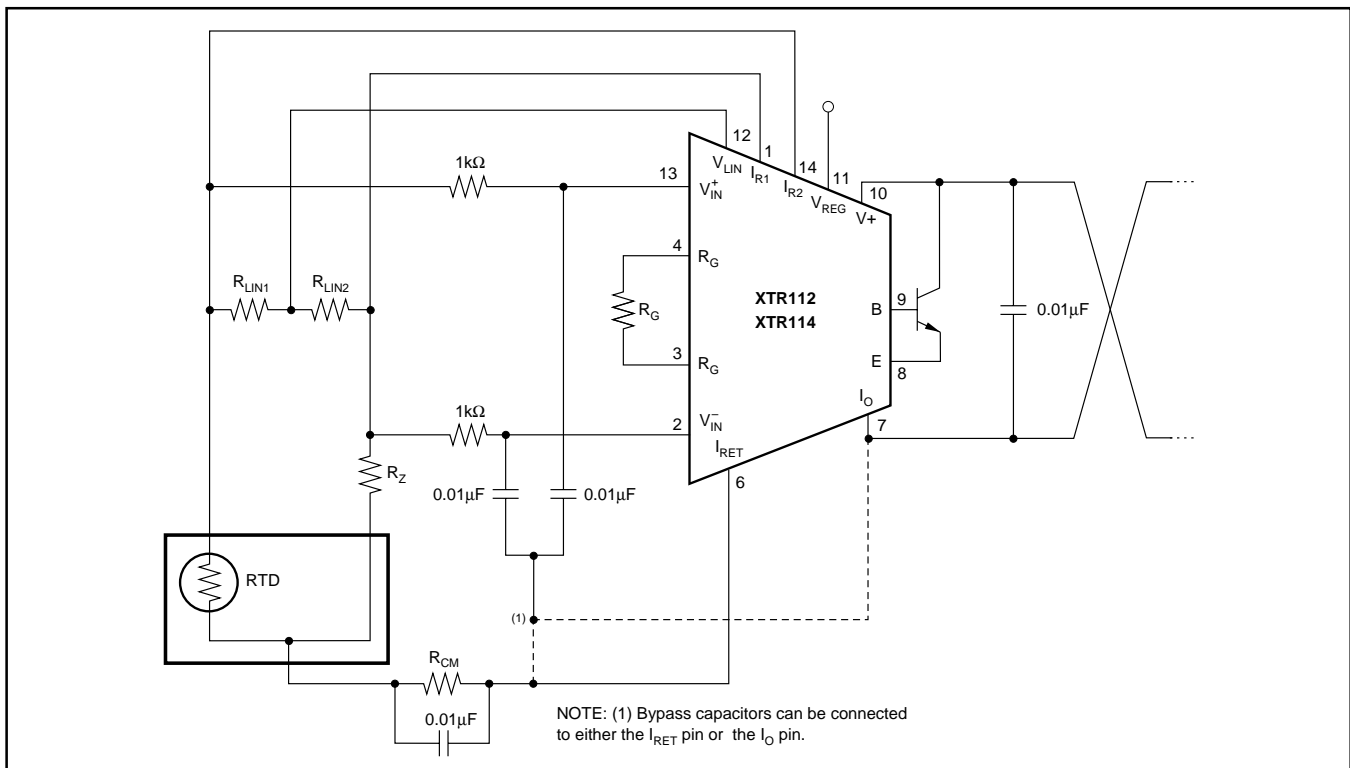 12
1
14
11
10
V_LIN
I_R1
I_R2
V_REG
V+
1kΩ
13
V⁺_IN
4
R_G
R_LIN1
R_LIN2
R_G
XTR112
XTR114
B
9
0.01µF
3
R_G
E
8
I_O
7
1kΩ
2
V⁻_IN
I_RET
6
R_Z
0.01µF
0.01µF
RTD
(1)
R_CM
0.01µF
NOTE: (1) Bypass capacitors can be connected
to either the I_RET pin or the I_O pin.